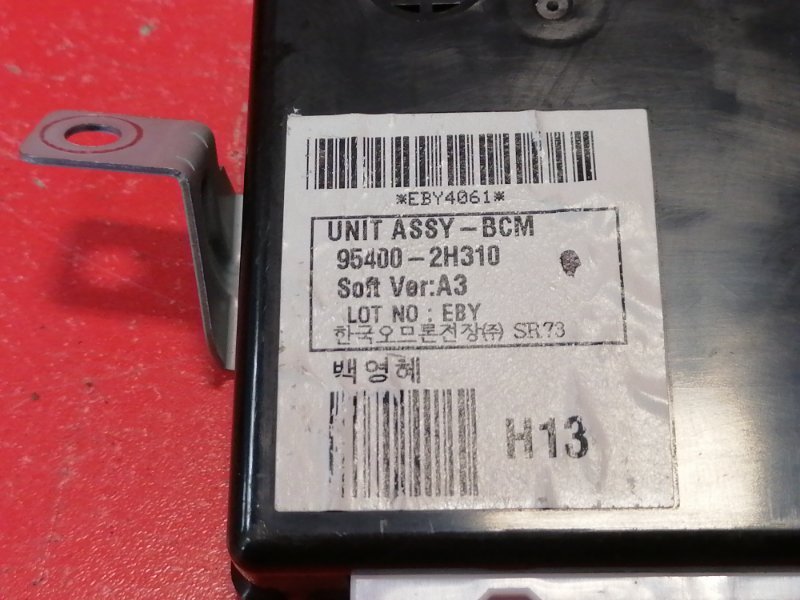 *EBY4061*
UNIT ASSY-BCM
95400-2H310
Soft Ver:A3
LOT NO : EBY
한국오므론전장㈜ SR73
백영혜
H13